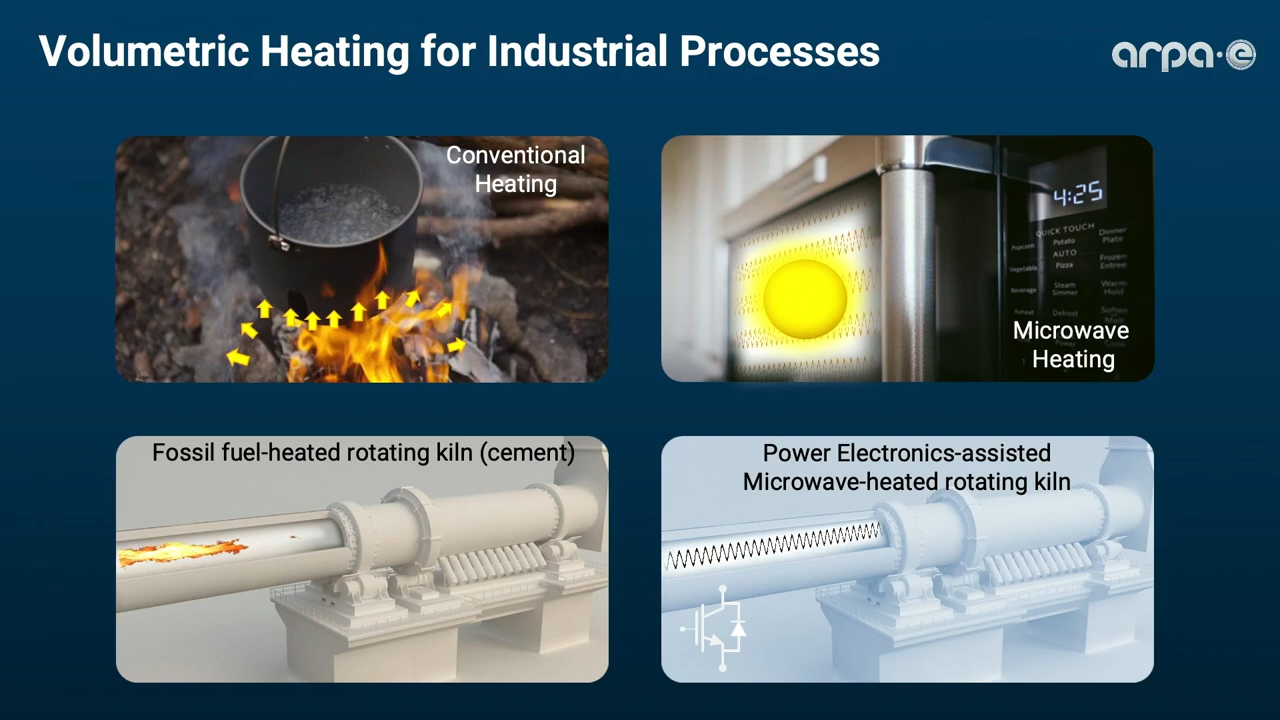 Volumetric Heating for Industrial Processes
arpa·e
Conventional
Heating
4:25
QUICK TOUCH
Popcorn
Potato
Dinner
Plate
AUTO
Vegetable
Pizza
Frozen
Entree
Beverage
Steam
Simmer
Warm
Hold
Reheat
Defrost
Soften
Microwave
Heating
Fossil fuel-heated rotating kiln (cement)
Power Electronics-assisted
Microwave-heated rotating kiln